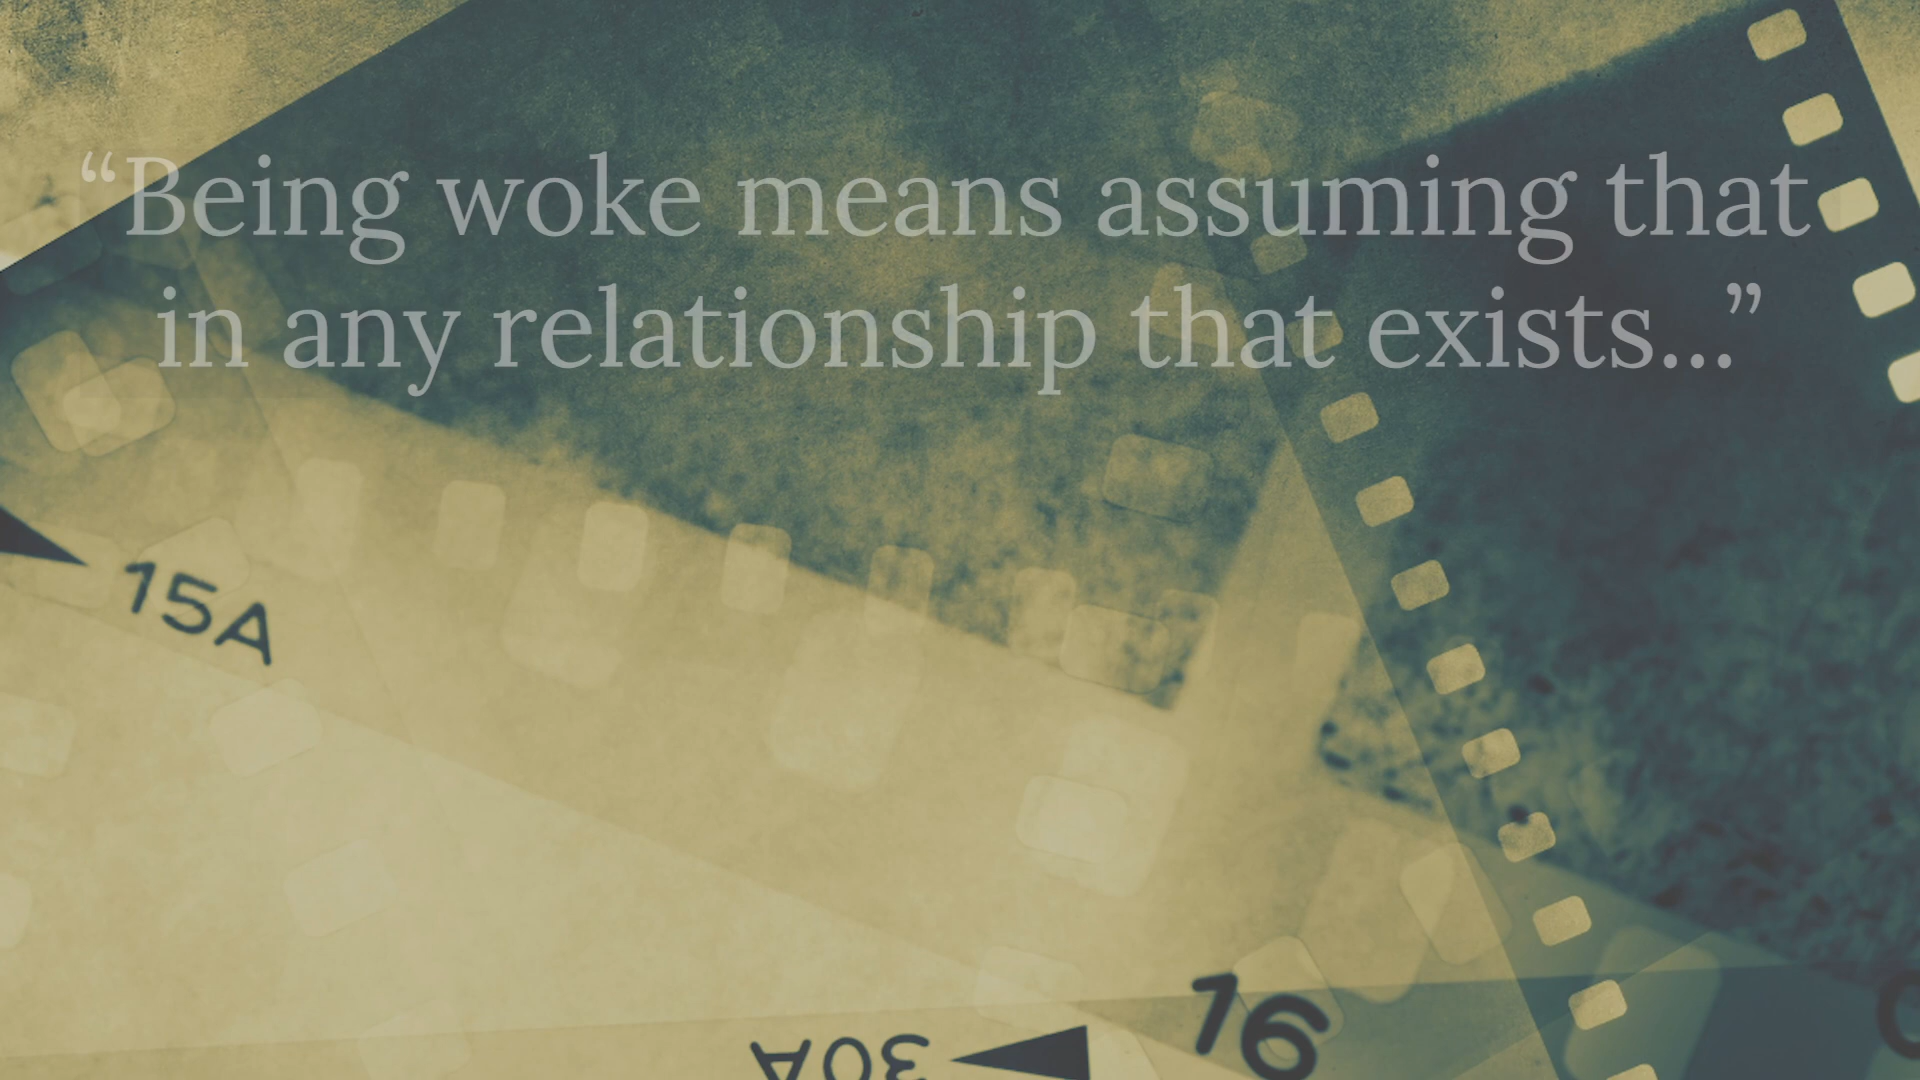 “Being woke means assuming that
in any relationship that exists...”
15A
16
30A